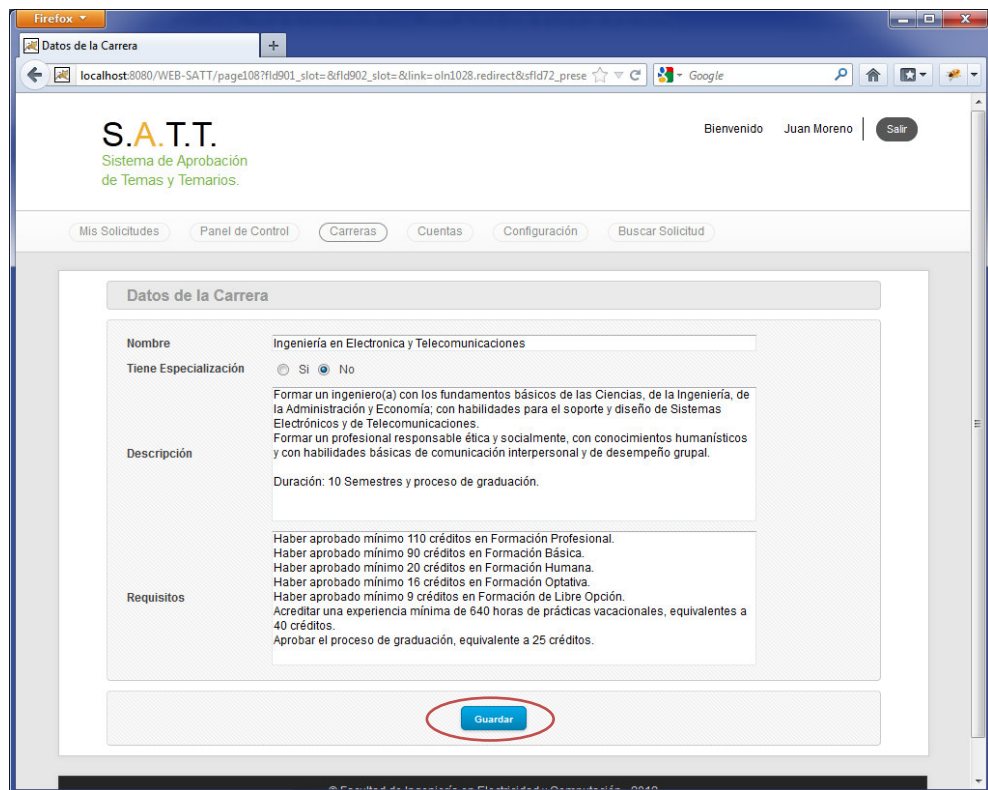 Firefox
Datos de la Carrera
localhost:8080/WEB-SATT/page108?fld901_slot=&fld902_slot=&link=oln1028.redirect&sfld72_prese
Google
S.A.T.T.
Sistema de Aprobación
de Temas y Temarios.
Bienvenido Juan Moreno Salir
Mis Solicitudes Panel de Control Carreras Cuentas Configuración Buscar Solicitud
Datos de la Carrera
Nombre
Ingeniería en Electronica y Telecomunicaciones
Tiene Especialización
Si No
Descripción
Formar un ingeniero(a) con los fundamentos básicos de las Ciencias, de la Ingeniería, de
la Administración y Economía; con habilidades para el soporte y diseño de Sistemas
Electrónicos y de Telecomunicaciones.
Formar un profesional responsable ética y socialmente, con conocimientos humanísticos
y con habilidades básicas de comunicación interpersonal y de desempeño grupal.
Duración: 10 Semestres y proceso de graduación.
Requisitos
Haber aprobado mínimo 110 créditos en Formación Profesional.
Haber aprobado mínimo 90 créditos en Formación Básica.
Haber aprobado mínimo 20 créditos en Formación Humana.
Haber aprobado mínimo 16 créditos en Formación Optativa.
Haber aprobado mínimo 9 créditos en Formación de Libre Opción.
Acreditar una experiencia mínima de 640 horas de prácticas vacacionales, equivalentes a
40 créditos.
Aprobar el proceso de graduación, equivalente a 25 créditos.
Guardar
© Facultad de Ingeniería en Electricidad y Computación - 2012